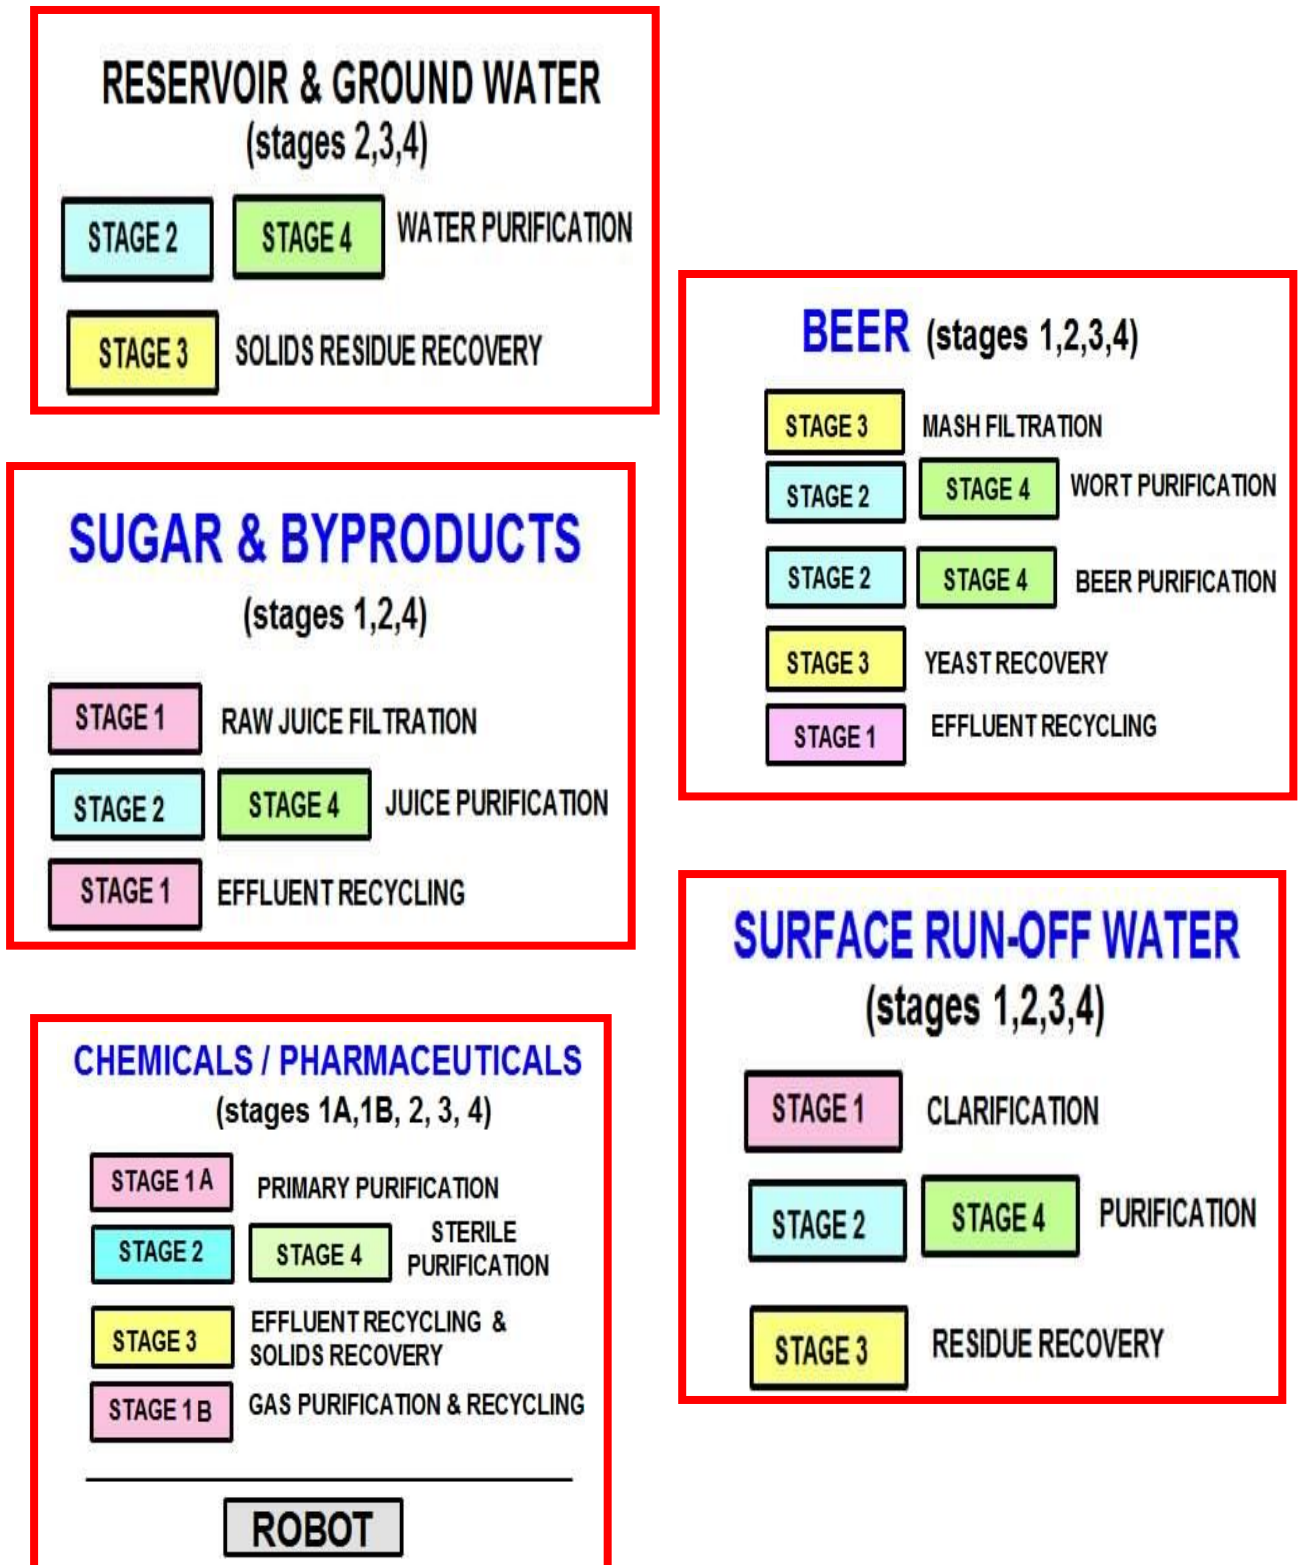 RESERVOIR & GROUND WATER
(stages 2,3,4)
STAGE 2 STAGE 4 WATER PURIFICATION
STAGE 3 SOLIDS RESIDUE RECOVERY
BEER (stages 1,2,3,4)
STAGE 3 MASH FILTRATION
STAGE 2 STAGE 4 WORT PURIFICATION
STAGE 2 STAGE 4 BEER PURIFICATION
STAGE 3 YEAST RECOVERY
STAGE 1 EFFLUENT RECYCLING
SUGAR & BYPRODUCTS
(stages 1,2,4)
STAGE 1 RAW JUICE FILTRATION
STAGE 2 STAGE 4 JUICE PURIFICATION
STAGE 1 EFFLUENT RECYCLING
SURFACE RUN-OFF WATER
(stages 1,2,3,4)
STAGE 1 CLARIFICATION
STAGE 2 STAGE 4 PURIFICATION
STAGE 3 RESIDUE RECOVERY
CHEMICALS / PHARMACEUTICALS
(stages 1A,1B, 2, 3, 4)
STAGE 1A PRIMARY PURIFICATION
STAGE 2 STAGE 4 STERILE
PURIFICATION
STAGE 3 EFFLUENT RECYCLING &
SOLIDS RECOVERY
STAGE 1B GAS PURIFICATION & RECYCLING
ROBOT